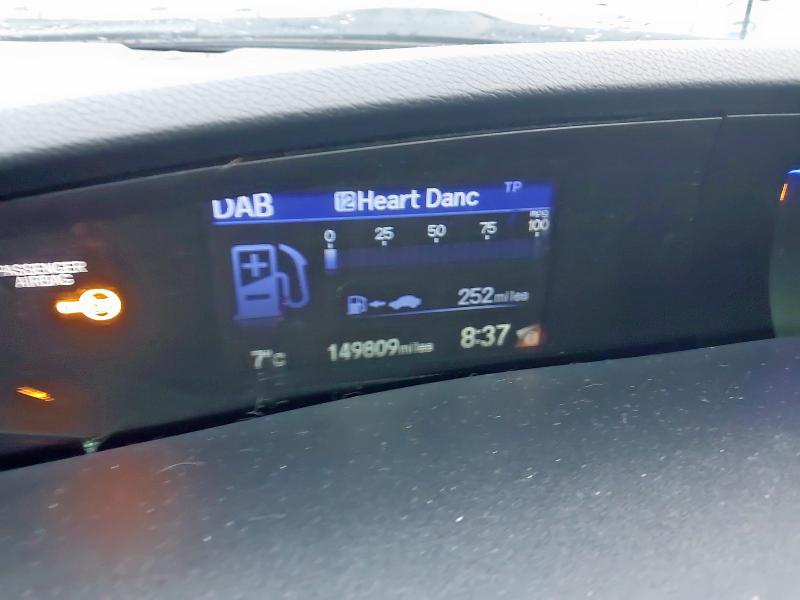 DAB 12 Heart Danc TP
mpg
0 25 50 75 100
PASSENGER
AIRBAG
252 miles
7°C 149809 miles 8:37